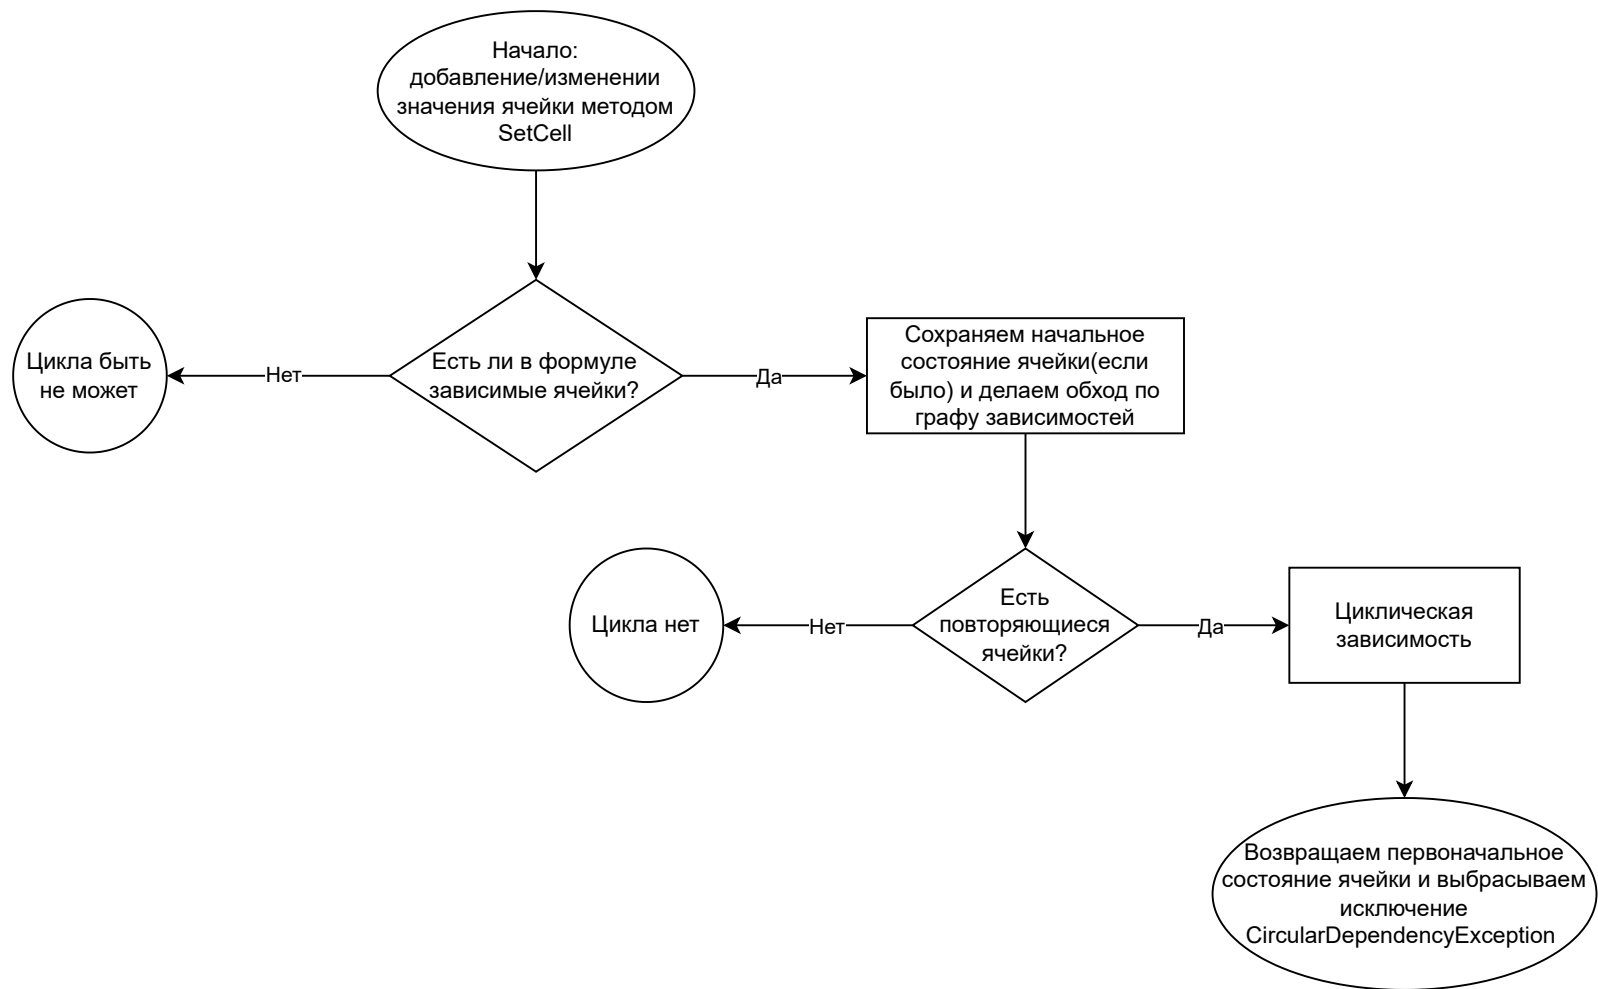 Начало:
добавление/изменении
значения ячейки методом
SetCell
Цикла быть
не может
Нет
Есть ли в формуле
зависимые ячейки?
Да
Сохраняем начальное
состояние ячейки(если
было) и делаем обход по
графу зависимостей
Цикла нет
Нет
Есть
повторяющиеся
ячейки?
Да
Циклическая
зависимость
Возвращаем первоначальное
состояние ячейки и выбрасываем
исключение
CircularDependencyException